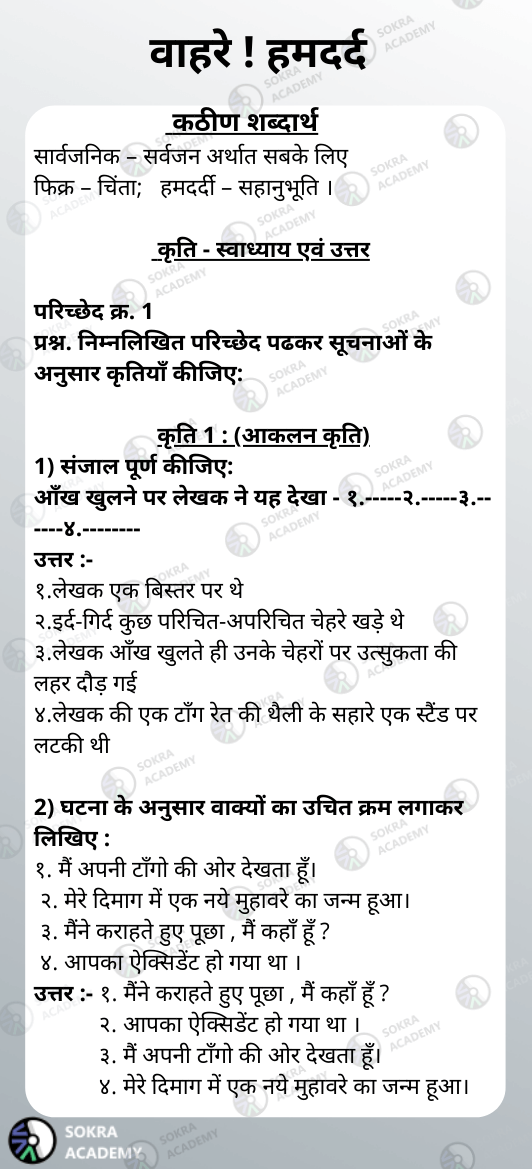 वाहरे ! हमदर्द
कठीण शब्दार्थ
सार्वजनिक – सर्वजन अर्थात सबके लिए
फिक्र – चिंता; हमदर्दी – सहानुभूति ।
कृति - स्वाध्याय एवं उत्तर
परिच्छेद क्र. 1
प्रश्न. निम्नलिखित परिच्छेद पढकर सूचनाओं के
अनुसार कृतियाँ कीजिए:
कृति 1 : (आकलन कृति)
1) संजाल पूर्ण कीजिए:
आँख खुलने पर लेखक ने यह देखा - १.-----२.-----३.--
----४.--------
उत्तर :-
१.लेखक एक बिस्तर पर थे
२.इर्द-गिर्द कुछ परिचित-अपरिचित चेहरे खड़े थे
३.लेखक आँख खुलते ही उनके चेहरों पर उत्सुकता की
लहर दौड़ गई
४.लेखक की एक टाँग रेत की थैली के सहारे एक स्टैंड पर
लटकी थी
2) घटना के अनुसार वाक्यों का उचित क्रम लगाकर
लिखिए :
१. मैं अपनी टाँगो की ओर देखता हूँ।
२. मेरे दिमाग में एक नये मुहावरे का जन्म हूआ।
३. मैंने कराहते हुए पूछा , मैं कहाँ हूँ ?
४. आपका ऐक्सिडेंट हो गया था ।
उत्तर :- १. मैंने कराहते हुए पूछा , मैं कहाँ हूँ ?
२. आपका ऐक्सिडेंट हो गया था ।
३. मैं अपनी टाँगो की ओर देखता हूँ।
४. मेरे दिमाग में एक नये मुहावरे का जन्म हूआ।
SOKRA
ACADEMY